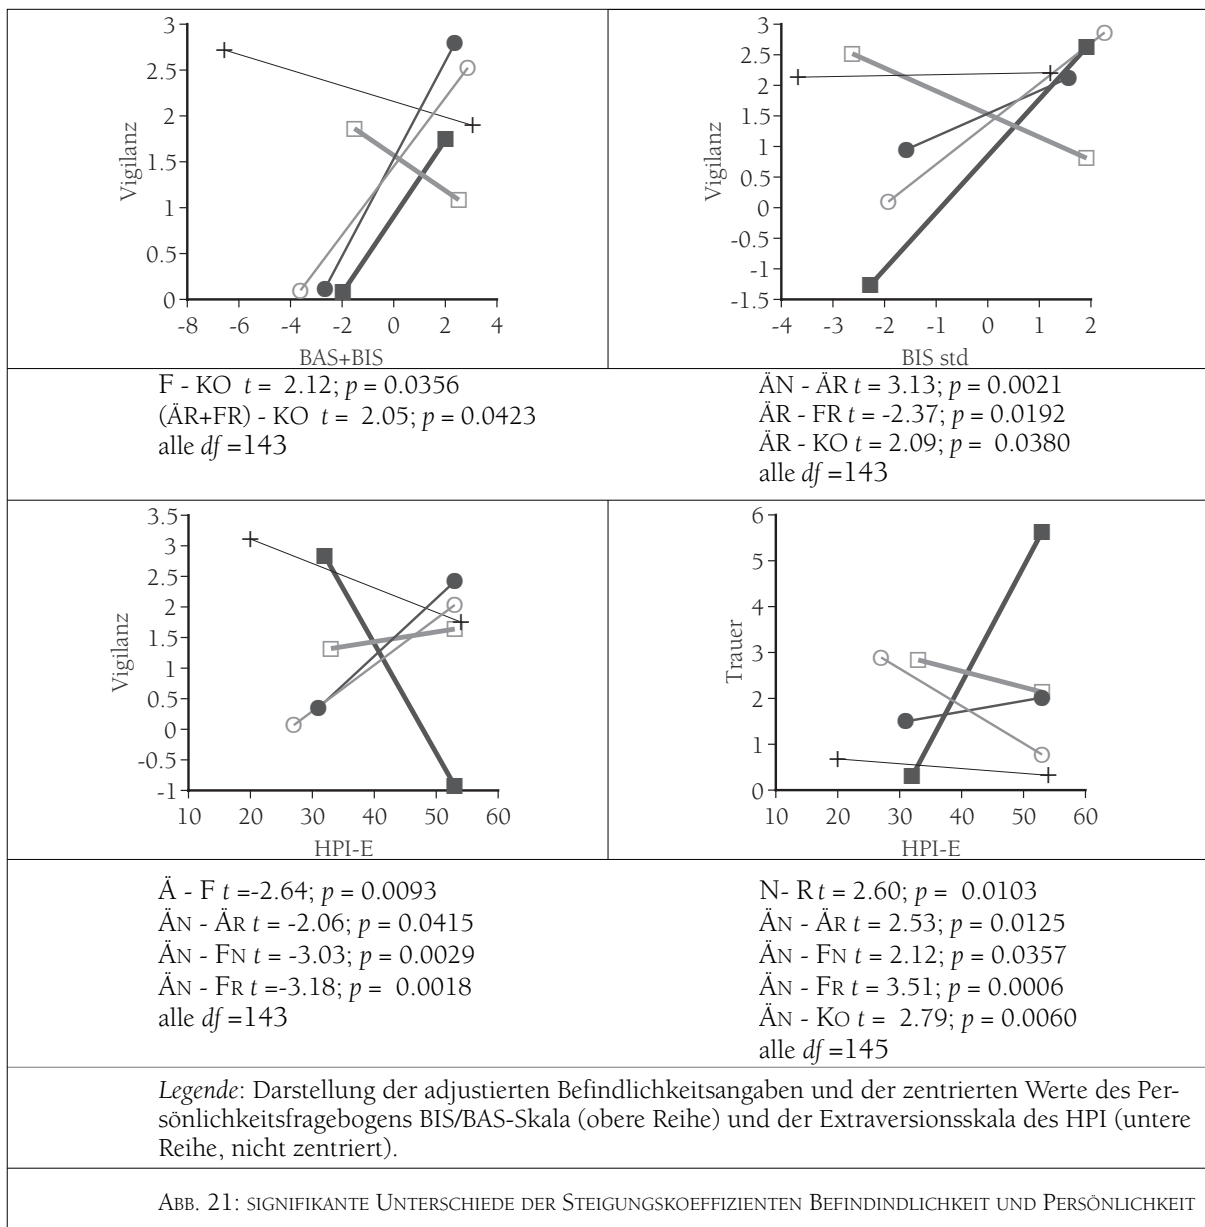 3
2.5
2
1.5
1
0.5
0
Vigilanz
-8 -6 -4 -2 0 2 4
BAS+BIS
3
2.5
2
1.5
1
0.5
0
-0.5
-1
-1.5
Vigilanz
-4 -3 -2 -1 0 1 2
BIS std
F - KO t = 2.12; p = 0.0356
(ÄR+FR) - KO t = 2.05; p = 0.0423
alle df =143
ÄN - ÄR t = 3.13; p = 0.0021
ÄR - FR t = -2.37; p = 0.0192
ÄR - KO t = 2.09; p = 0.0380
alle df =143
3.5
3
2.5
2
1.5
1
0.5
0
-0.5
-1
Vigilanz
10 20 30 40 50 60
HPI-E
6
5
4
3
2
1
0
Trauer
10 20 30 40 50 60
HPI-E
Ä - F t =-2.64; p = 0.0093
ÄN - ÄR t = -2.06; p = 0.0415
ÄN - FN t = -3.03; p = 0.0029
ÄN - FR t =-3.18; p = 0.0018
alle df =143
N- R t = 2.60; p = 0.0103
ÄN - ÄR t = 2.53; p = 0.0125
ÄN - FN t = 2.12; p = 0.0357
ÄN - FR t = 3.51; p = 0.0006
ÄN - KO t = 2.79; p = 0.0060
alle df =145
Legende: Darstellung der adjustierten Befindlichkeitsangaben und der zentrierten Werte des Per-
sönlichkeitsfragebogens BIS/BAS-Skala (obere Reihe) und der Extraversionsskala des HPI (untere
Reihe, nicht zentriert).
ABB. 21: SIGNIFIKANTE UNTERSCHIEDE DER STEIGUNGSKOEFFIZIENTEN BEFINDINDLICHKEIT UND PERSÖNLICHKEIT